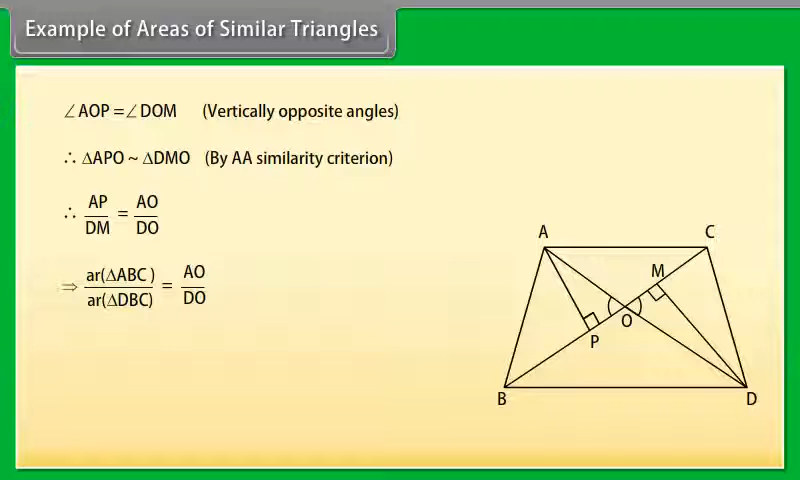 Example of Areas of Similar Triangles
∠AOP = ∠DOM (Vertically opposite angles)
∴ ΔAPO ~ ΔDMO (By AA similarity criterion)
∴ AP/DM = AO/DO
⇒ ar(ΔABC)/ar(ΔDBC) = AO/DO
A C
M
O
P
B D